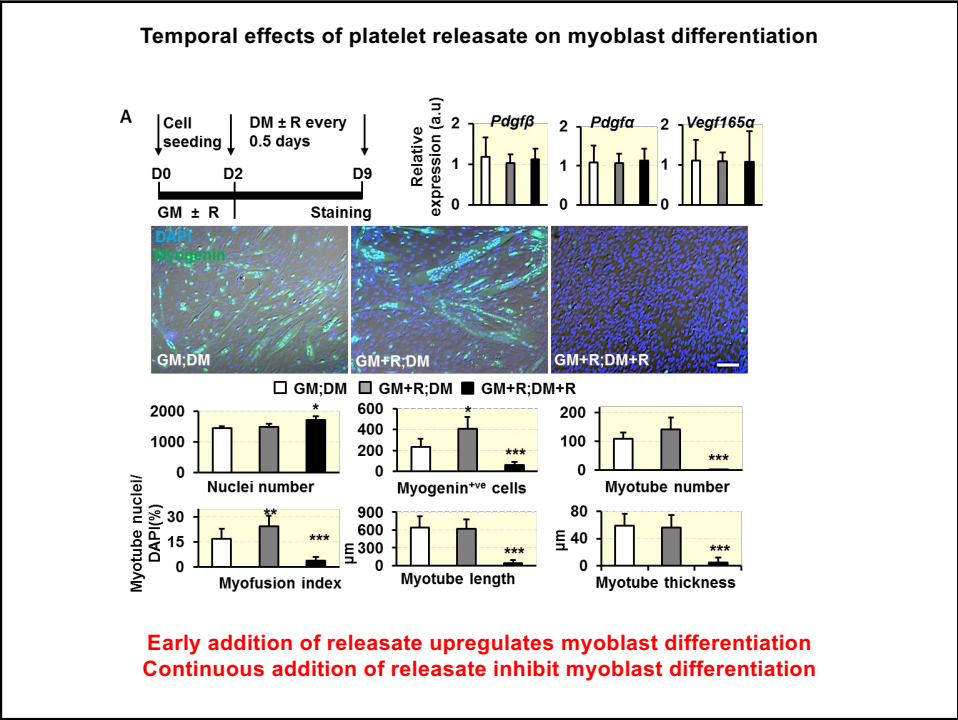 Temporal effects of platelet releasate on myoblast differentiation
A
Cell
seeding
DM ± R every
0.5 days
D0 D2 D9
GM ± R Staining
Relative
expression (a.u)
Pdgfβ Pdgfα Vegf165α
2
1
0
2
1
0
2
1
0
DAPI
Myogenin
GM;DM GM+R;DM GM+R;DM+R
GM;DM GM+R;DM GM+R;DM+R
2000
1000
0
*
Nuclei number
600
400
200
0
*
***
Myogenin+ve cells
200
100
0
***
Myotube number
Myotube nuclei/
DAPI(%)
30
15
0
**
***
Myofusion index
µm
900
600
300
0
***
Myotube length
µm
80
40
0
***
Myotube thickness
Early addition of releasate upregulates myoblast differentiation
Continuous addition of releasate inhibit myoblast differentiation